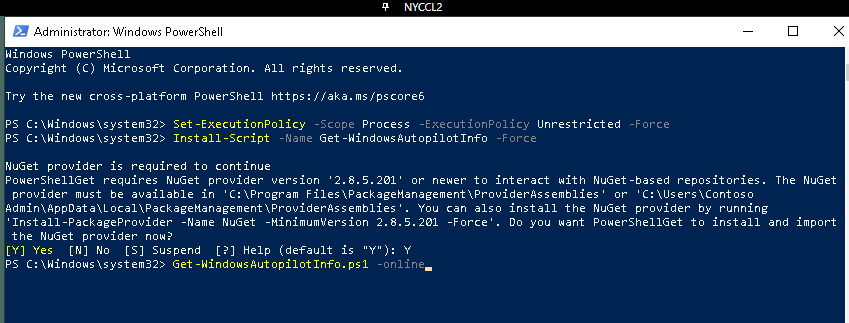 NYCCL2
Administrator: Windows PowerShell
Windows PowerShell
Copyright (C) Microsoft Corporation. All rights reserved.
Try the new cross-platform PowerShell https://aka.ms/pscore6
PS C:\Windows\system32> Set-ExecutionPolicy -Scope Process -ExecutionPolicy Unrestricted -Force
PS C:\Windows\system32> Install-Script -Name Get-WindowsAutopilotInfo -Force
NuGet provider is required to continue
PowerShellGet requires NuGet provider version '2.8.5.201' or newer to interact with NuGet-based repositories. The NuGet
provider must be available in 'C:\Program Files\PackageManagement\ProviderAssemblies' or 'C:\Users\Contoso
Admin\AppData\Local\PackageManagement\ProviderAssemblies'. You can also install the NuGet provider by running
'Install-PackageProvider -Name NuGet -MinimumVersion 2.8.5.201 -Force'. Do you want PowerShellGet to install and import
the NuGet provider now?
[Y] Yes  [N] No  [S] Suspend  [?] Help (default is "Y"): Y
PS C:\Windows\system32> Get-WindowsAutopilotInfo.ps1 -online